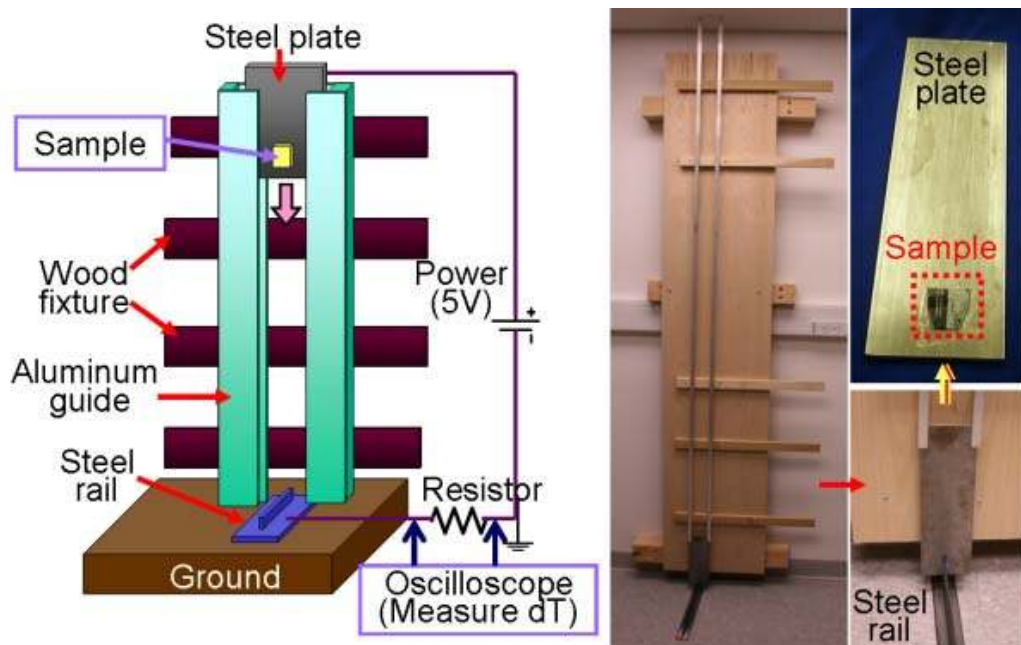 Steel plate
Sample
Wood
fixture
Aluminum
guide
Steel
rail
Ground
Power
(5V)
+
-
Resistor
Oscilloscope
(Measure dT)
Steel
plate
Sample
Steel
rail